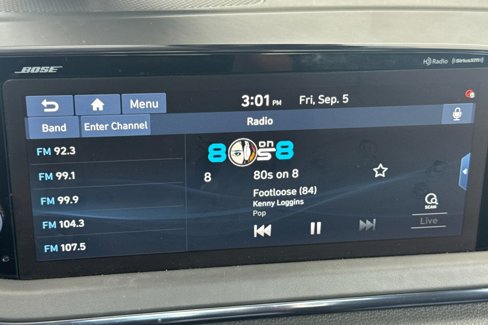 BOSE
HD Radio
((SiriusXM))
Menu
3:01 PM
Fri, Sep. 5
Band
Enter Channel
Radio
FM 92.3
FM 99.1
FM 99.9
FM 104.3
FM 107.5
80s on 8
8
80s on 8
Footloose (84)
Kenny Loggins
Pop
SCAN
Live